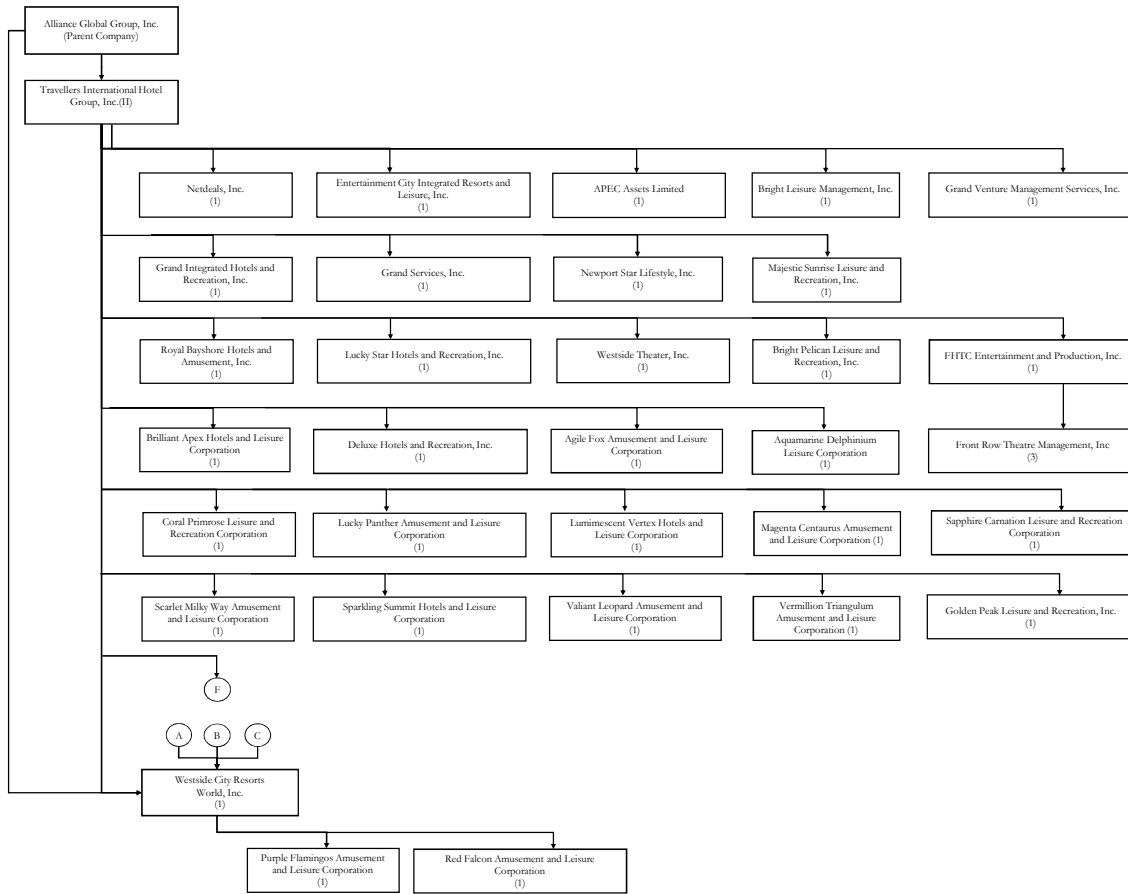 Alliance Global Group, Inc.
(Parent Company)
Travellers International Hotel
Group, Inc.(II)
Netdeals, Inc.
(1)
Entertainment City Integrated Resorts and
Leisure, Inc.
(1)
APEC Assets Limited
(1)
Bright Leisure Management, Inc.
(1)
Grand Venture Management Services, Inc.
(1)
Grand Integrated Hotels and
Recreation, Inc.
(1)
Grand Services, Inc.
(1)
Newport Star Lifestyle, Inc.
(1)
Majestic Sunrise Leisure and
Recreation, Inc.
(1)
Royal Bayshore Hotels and
Amusement, Inc.
(1)
Lucky Star Hotels and Recreation, Inc.
(1)
Westside Theater, Inc.
(1)
Bright Pelican Leisure and
Recreation, Inc.
(1)
FHTC Entertainment and Production, Inc.
(1)
Brilliant Apex Hotels and Leisure
Corporation
(1)
Deluxe Hotels and Recreation, Inc.
(1)
Agile Fox Amusement and Leisure
Corporation
(1)
Aquamarine Delphinium
Leisure Corporation
(1)
Front Row Theatre Management, Inc
(3)
Coral Primrose Leisure and
Recreation Corporation
(1)
Lucky Panther Amusement and Leisure
Corporation
(1)
Lumimescent Vertex Hotels and
Leisure Corporation
(1)
Magenta Centaurus Amusement
and Leisure Corporation (1)
Sapphire Carnation Leisure and Recreation
Corporation
(1)
Scarlet Milky Way Amusement
and Leisure Corporation
(1)
Sparkling Summit Hotels and Leisure
Corporation
(1)
Valiant Leopard Amusement and
Leisure Corporation
(1)
Vermillion Triangulum
Amusement and Leisure
Corporation (1)
Golden Peak Leisure and Recreation, Inc.
(1)
F
A
B
C
Westside City Resorts
World, Inc.
(1)
Purple Flamingos Amusement
and Leisure Corporation
(1)
Red Falcon Amusement and Leisure
Corporation
(1)